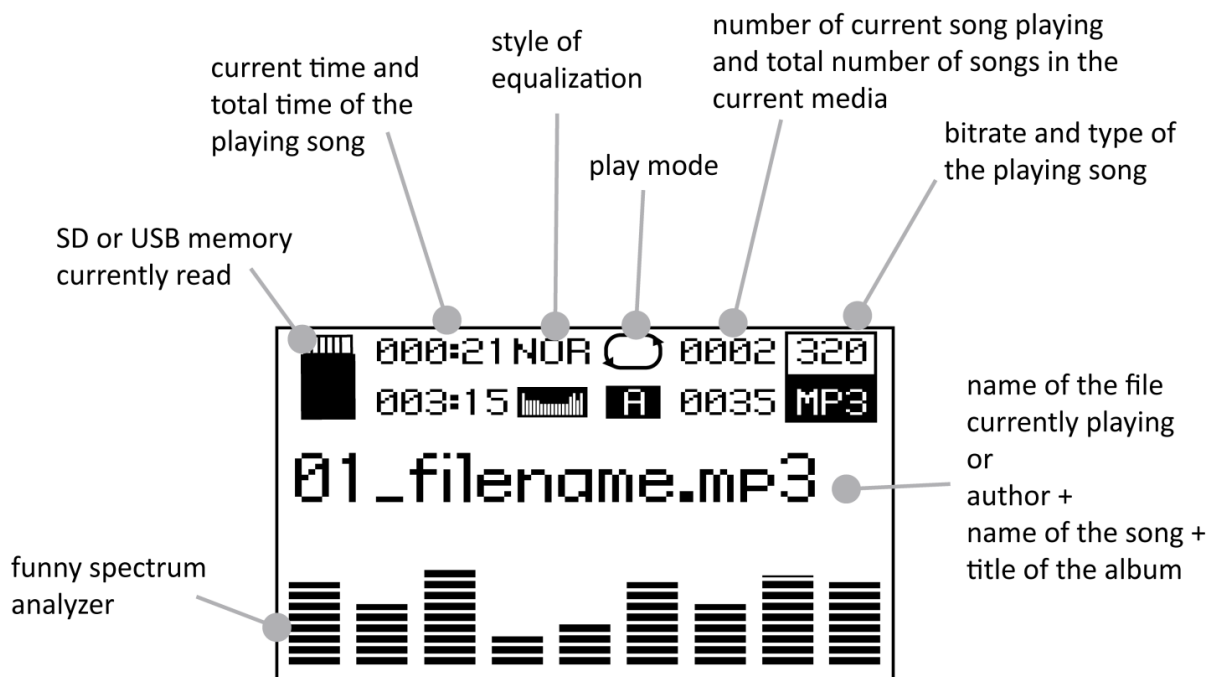 current time and
total time of the
playing song
style of
equalization
number of current song playing
and total number of songs in the
current media
play mode
bitrate and type of
the playing song
SD or USB memory
currently read
000:21 NOR 0002 320
003:15 A 0035 MP3
01_filename.mp3
name of the file
currently playing
or
author +
name of the song +
title of the album
funny spectrum
analyzer